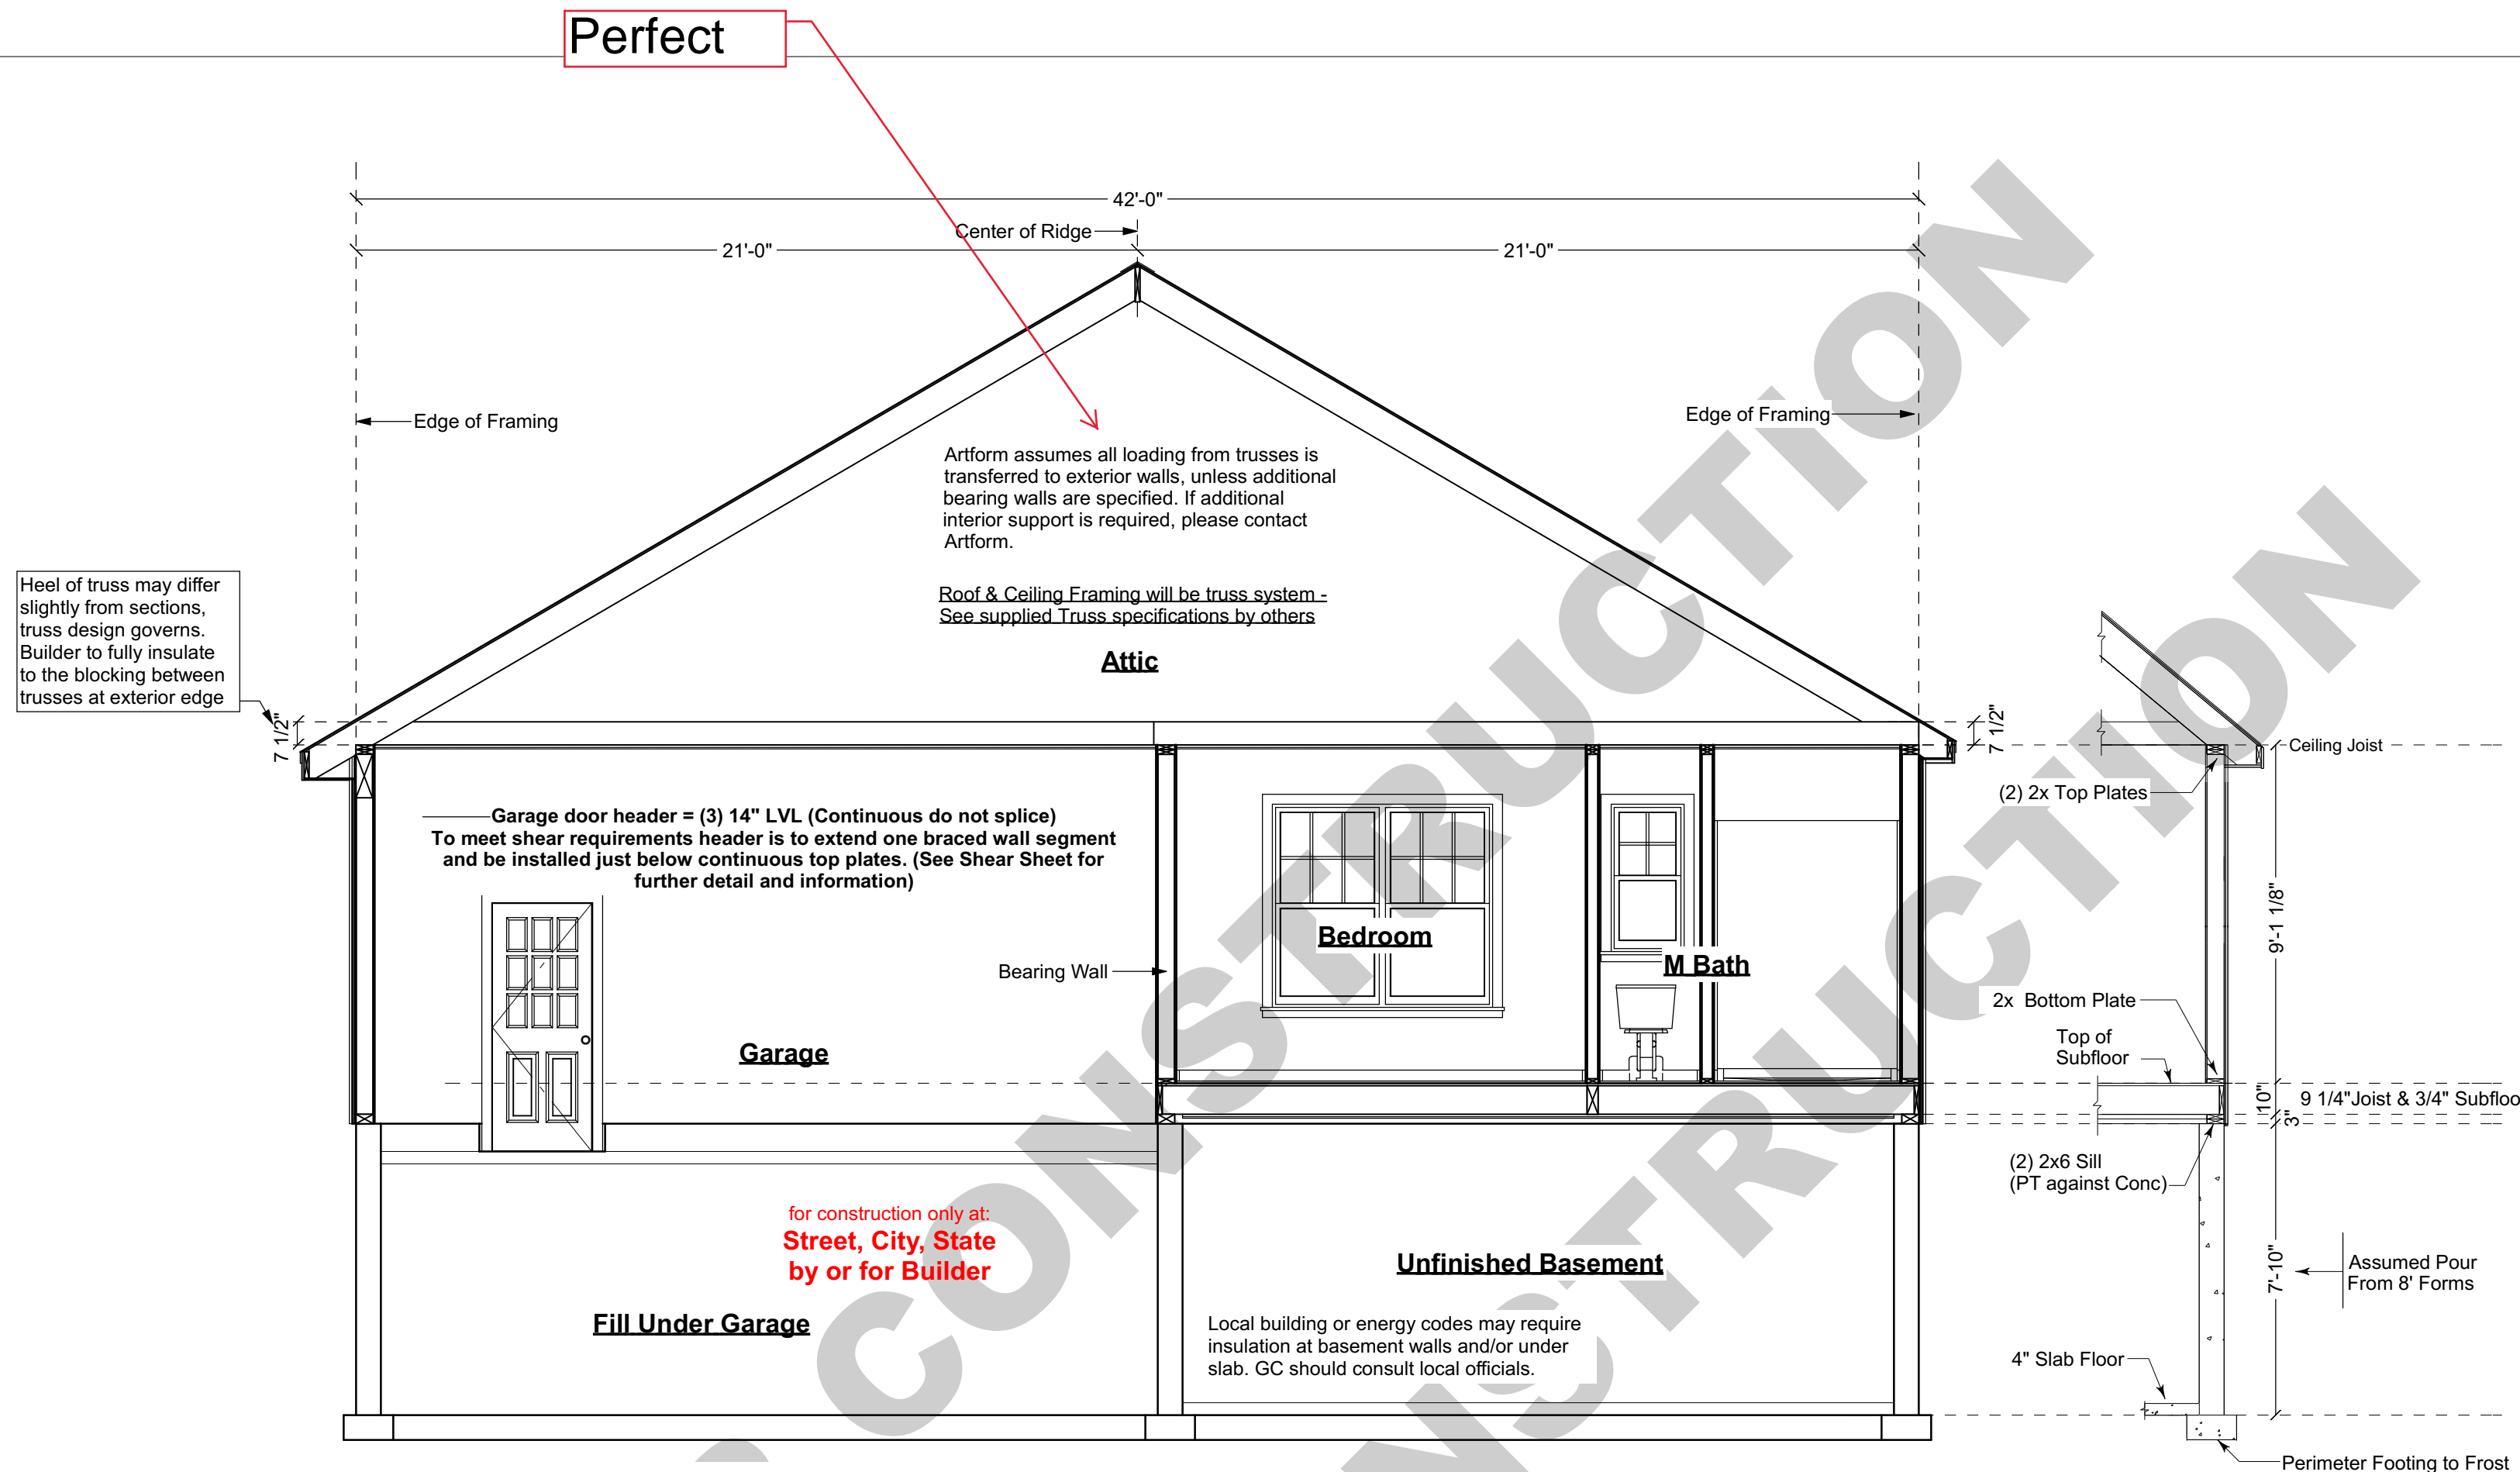 Perfect
42'-0"
Center of Ridge
21'-0"
21'-0"
Edge of Framing
Edge of Framing
Artform assumes all loading from trusses is
transferred to exterior walls, unless additional
bearing walls are specified. If additional
interior support is required, please contact
Artform.
Roof & Ceiling Framing will be truss system -
See supplied Truss specifications by others
Attic
Heel of truss may differ
slightly from sections,
truss design governs.
Builder to fully insulate
to the blocking between
trusses at exterior edge
7 1/2"
7 1/2"
Ceiling Joist
(2) 2x Top Plates
Garage door header = (3) 14" LVL (Continuous do not splice)
To meet shear requirements header is to extend one braced wall segment
and be installed just below continuous top plates. (See Shear Sheet for
further detail and information)
9'-1 1/8"
Bedroom
M Bath
Bearing Wall
2x Bottom Plate
Top of
Subfloor
Garage
10"
9 1/4"Joist & 3/4" Subfloo
3"
(2) 2x6 Sill
(PT against Conc)
for construction only at:
Street, City, State
by or for Builder
Unfinished Basement
7'-10"
Assumed Pour
From 8' Forms
Fill Under Garage
Local building or energy codes may require
insulation at basement walls and/or under
slab. GC should consult local officials.
4" Slab Floor
Perimeter Footing to Frost
CONSTRUCTION
CONSTRUCTION